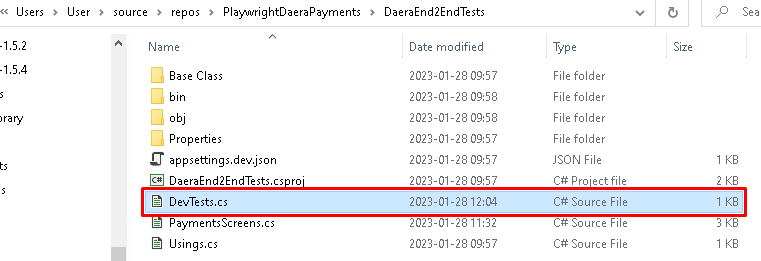 Users > User > source > repos > PlaywrightDaeraPayments > DaeraEnd2EndTests
Sea
Name Date modified Type Size
-1.5.2
-1.5.4
s
orary
ts
s
Base Class 2023-01-28 09:57 File folder
bin 2023-01-28 09:58 File folder
obj 2023-01-28 09:58 File folder
Properties 2023-01-28 09:57 File folder
appsettings.dev.json 2023-01-28 09:57 JSON File 1 KB
C# DaeraEnd2EndTests.csproj 2023-01-28 09:57 C# Project file 2 KB
DevTests.cs 2023-01-28 12:04 C# Source File 1 KB
PaymentsScreens.cs 2023-01-28 11:32 C# Source File 3 KB
Usings.cs 2023-01-28 09:57 C# Source File 1 KB